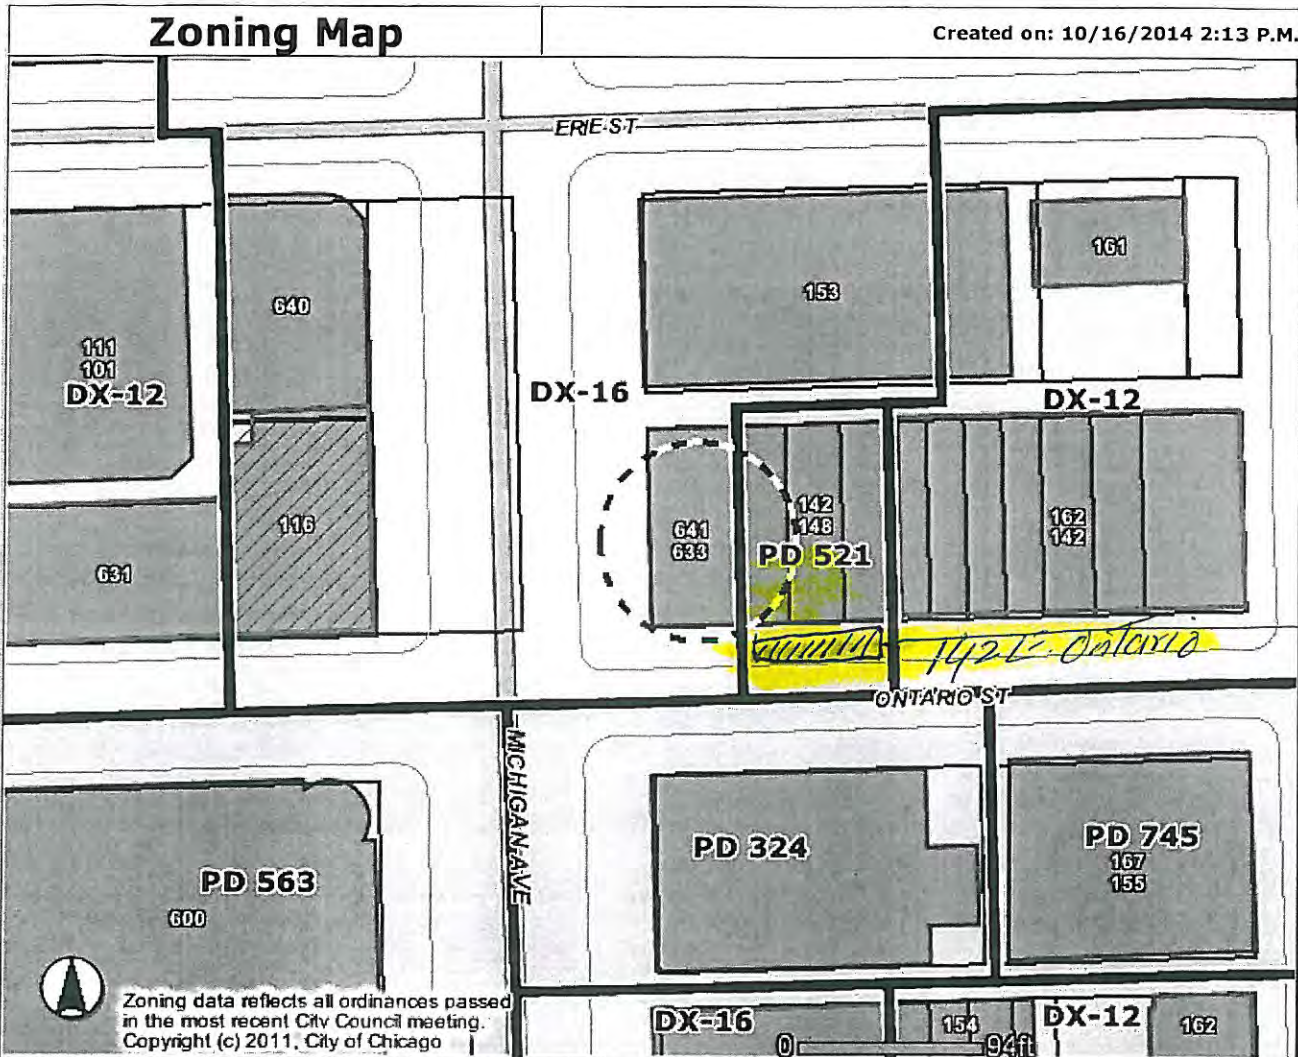 Zoning Map
Created on: 10/16/2014 2:13 P.M.
ERIE ST
161
153
640
111
101
DX-12
DX-16
DX-12
116
641
633
142
148
PD 521
162
142
631
142 E. Ontario
ONTARIO ST
MICHIGAN AVE
PD 324
PD 745
167
155
PD 563
600
Zoning data reflects all ordinances passed
in the most recent City Council meeting.
Copyright (c) 2011, City of Chicago
DX-16
154
DX-12
162
0
94ft